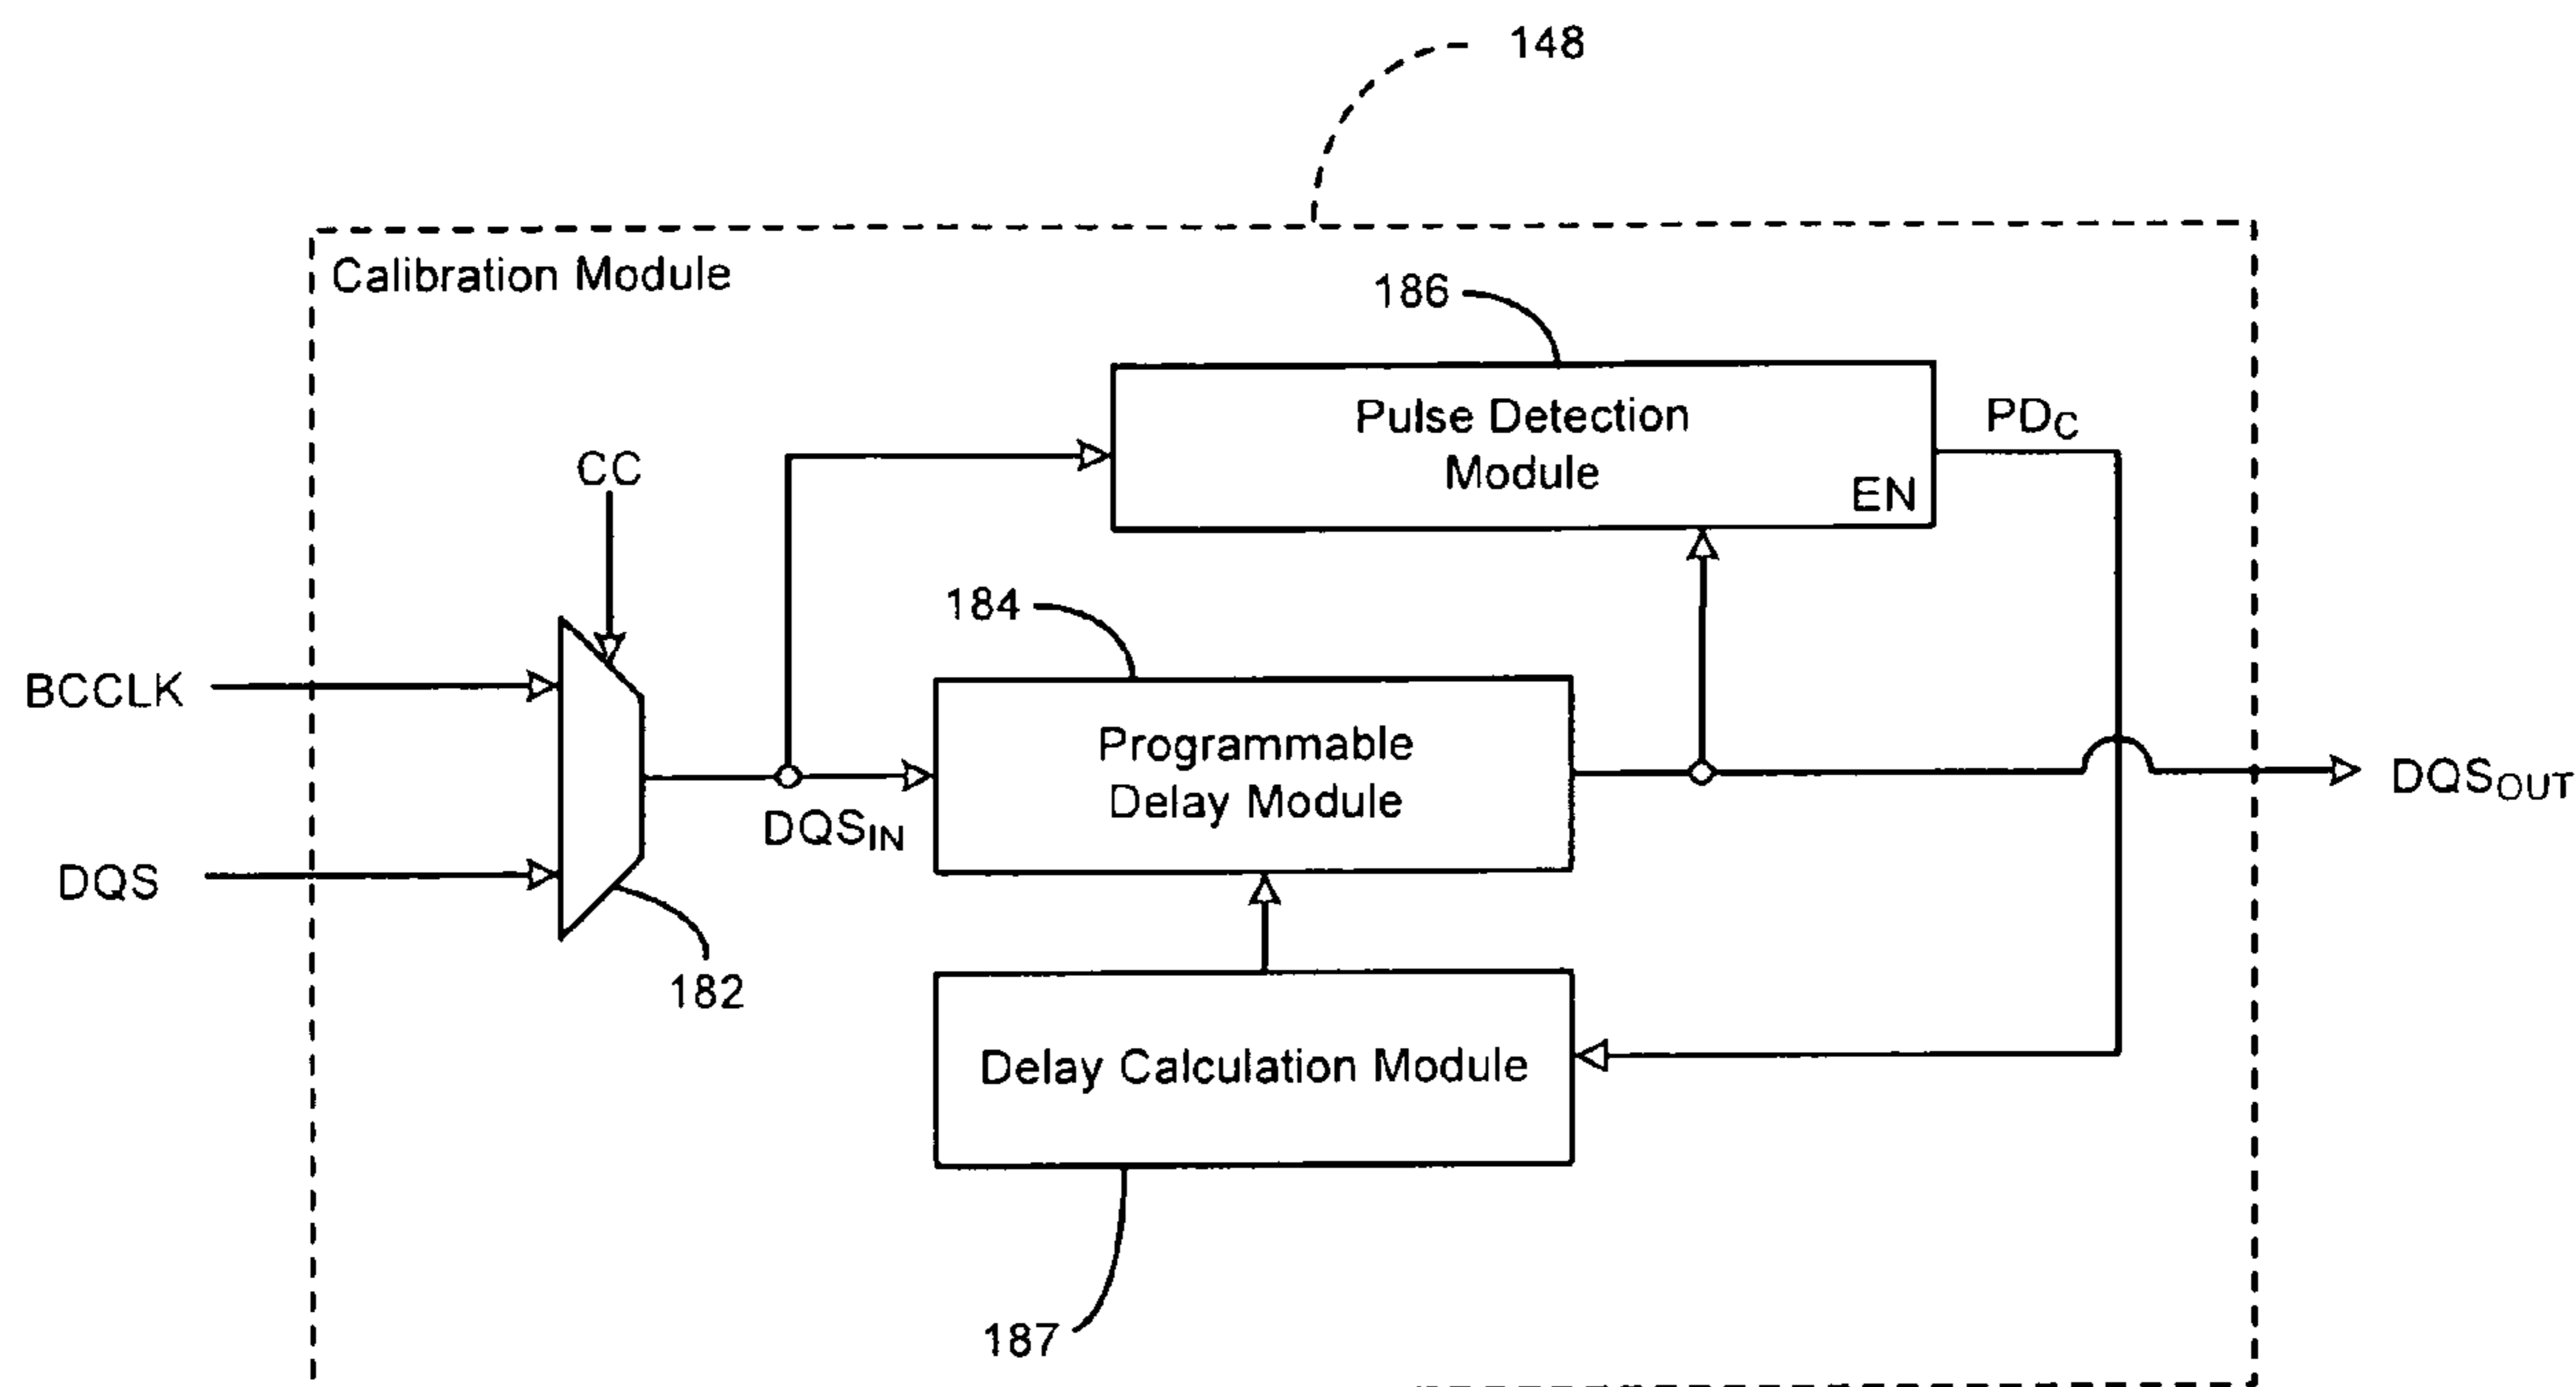 148
Calibration Module
186
Pulse Detection
Module
EN
PDC
CC
184
BCCLK
Programmable
Delay Module
DQSIN
DQSOUT
DQS
182
Delay Calculation Module
187